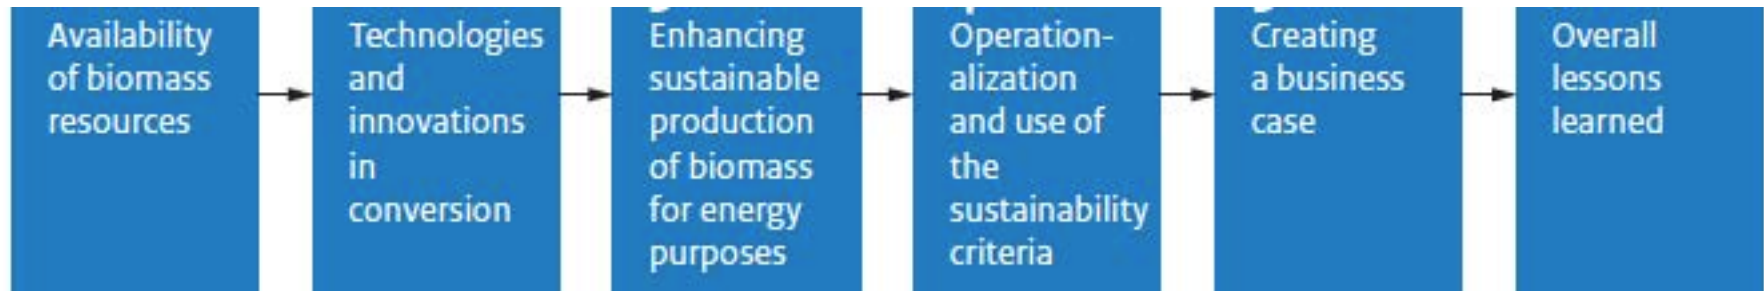 Availability
of biomass
resources
Technologies
and
innovations
in
conversion
Enhancing
sustainable
production
of biomass
for energy
purposes
Operation-
alization
and use of
the
sustainability
criteria
Creating
a business
case
Overall
lessons
learned